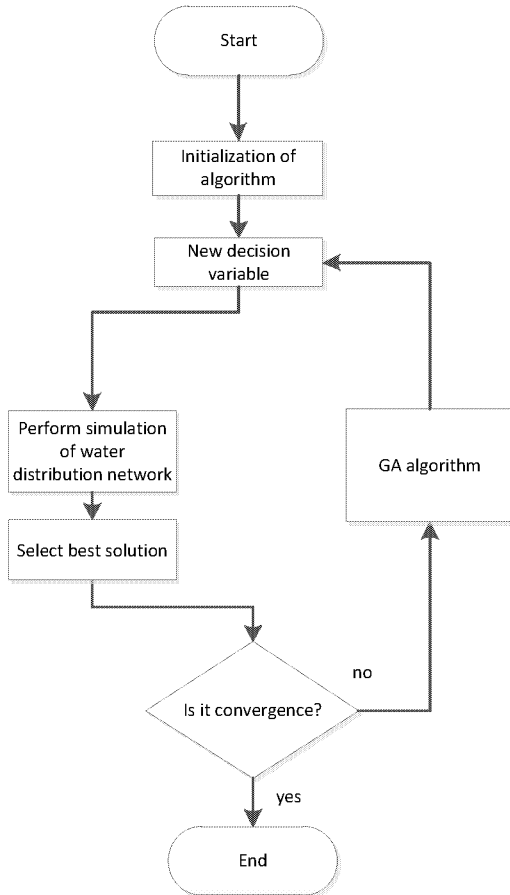 Start
Initialization of
algorithm
New decision
variable
Perform simulation
of water
distribution network
GA algorithm
Select best solution
no
Is it convergence?
yes
End